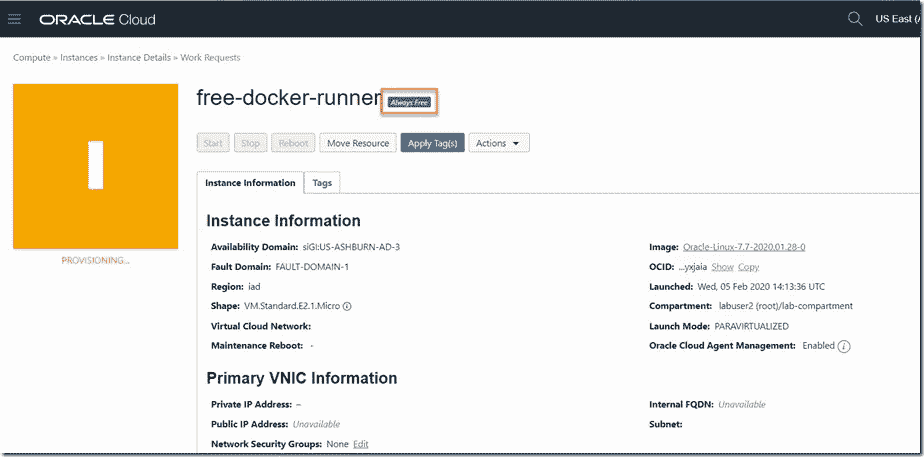 ORACLE Cloud
US East (A
Compute » Instances » Instance Details » Work Requests
free-docker-runner Always Free
Start Stop Reboot Move Resource Apply Tag(s) Actions
PROVISIONING...
Instance Information Tags
Instance Information
Availability Domain: sIGI:US-ASHBURN-AD-3
Fault Domain: FAULT-DOMAIN-1
Region: iad
Shape: VM.Standard.E2.1.Micro
Virtual Cloud Network:
Maintenance Reboot: -
Image: Oracle-Linux-7.7-2020.01.28-0
OCID: ...yxjaia Show Copy
Launched: Wed, 05 Feb 2020 14:13:36 UTC
Compartment: labuser2 (root)/lab-compartment
Launch Mode: PARAVIRTUALIZED
Oracle Cloud Agent Management: Enabled
Primary VNIC Information
Private IP Address: –
Public IP Address: Unavailable
Network Security Groups: None Edit
Internal FQDN: Unavailable
Subnet: